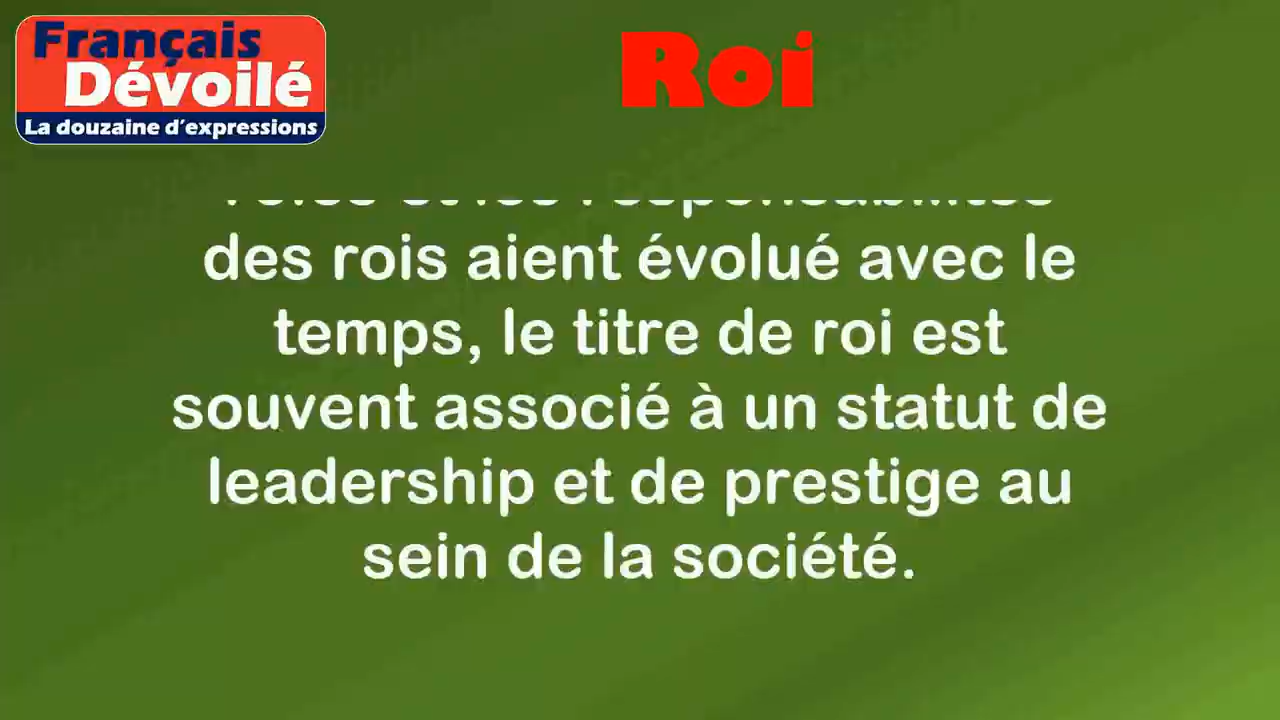 Français
Dévoilé
La douzaine d'expressions
Roi
des rois aient évolué avec le
temps, le titre de roi est
souvent associé à un statut de
leadership et de prestige au
sein de la société.